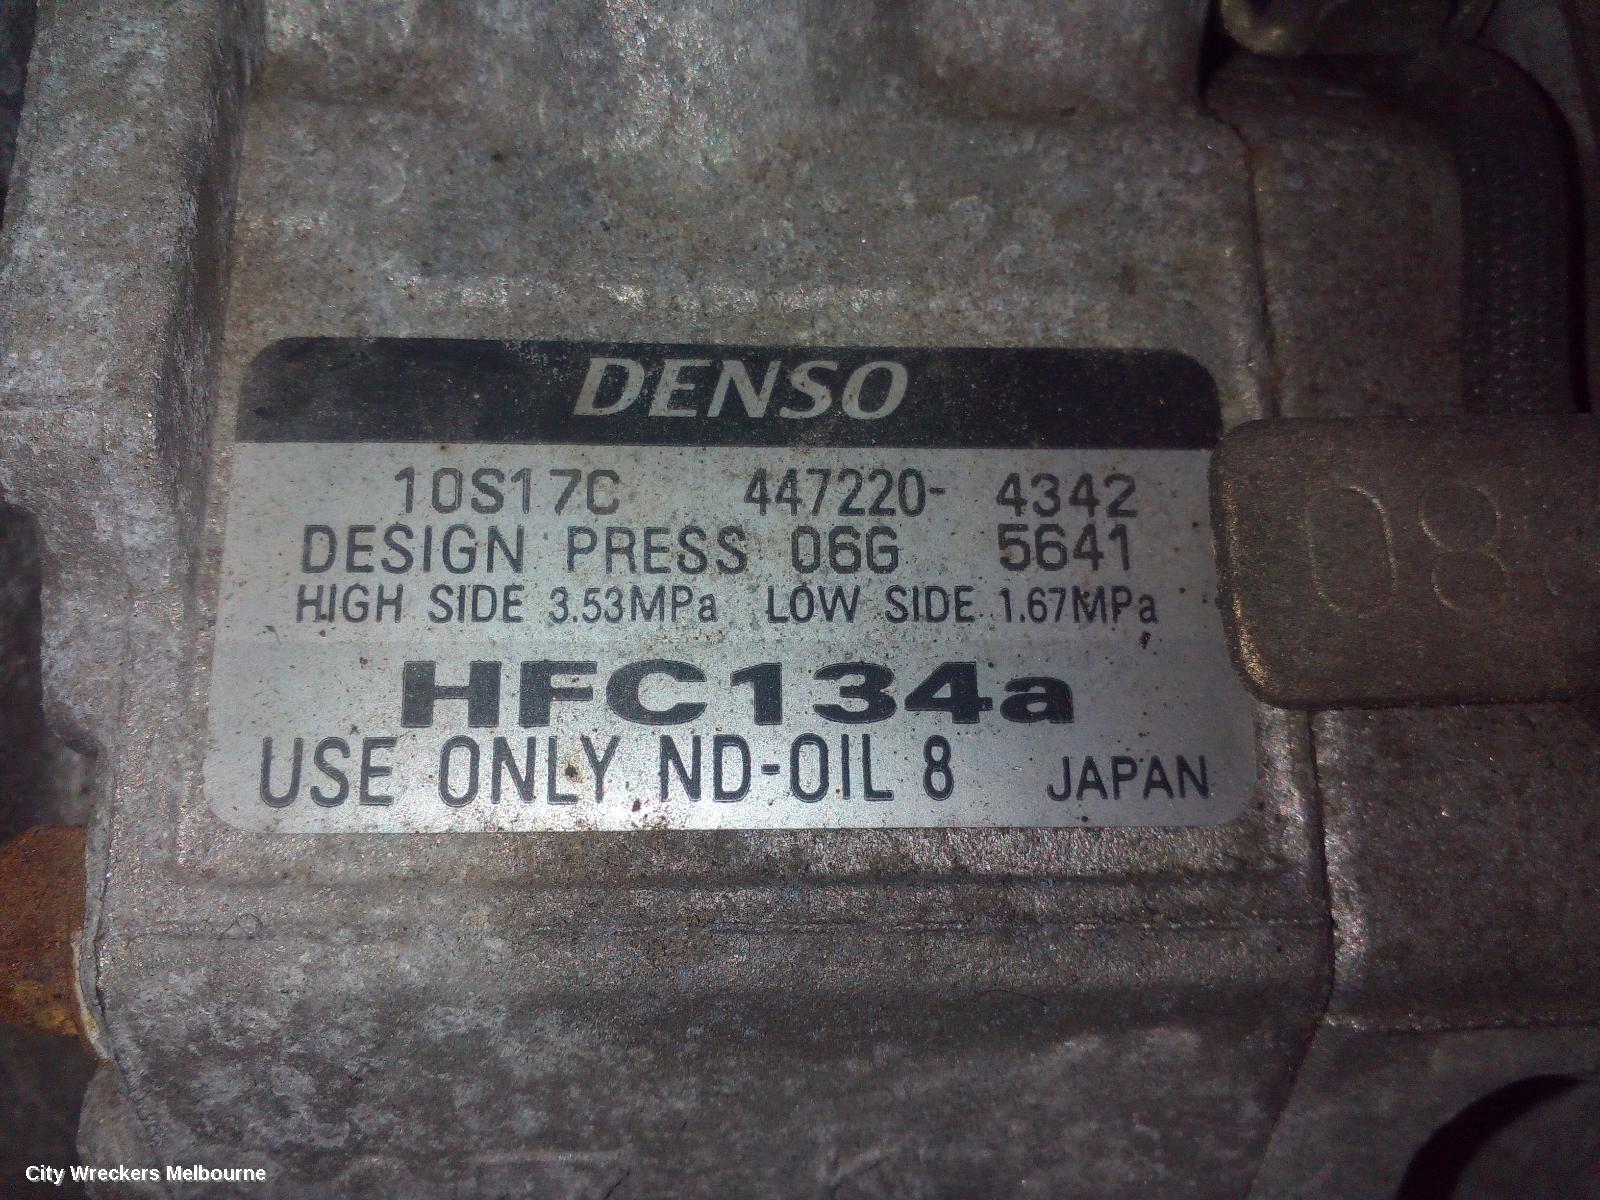 DENSO
10S17C 447220- 4342
DESIGN PRESS 06G 5641
HIGH SIDE 3.53MPa LOW SIDE 1.67MPa
HFC134a
USE ONLY ND-OIL 8 JAPAN
08
City Wreckers Melbourne